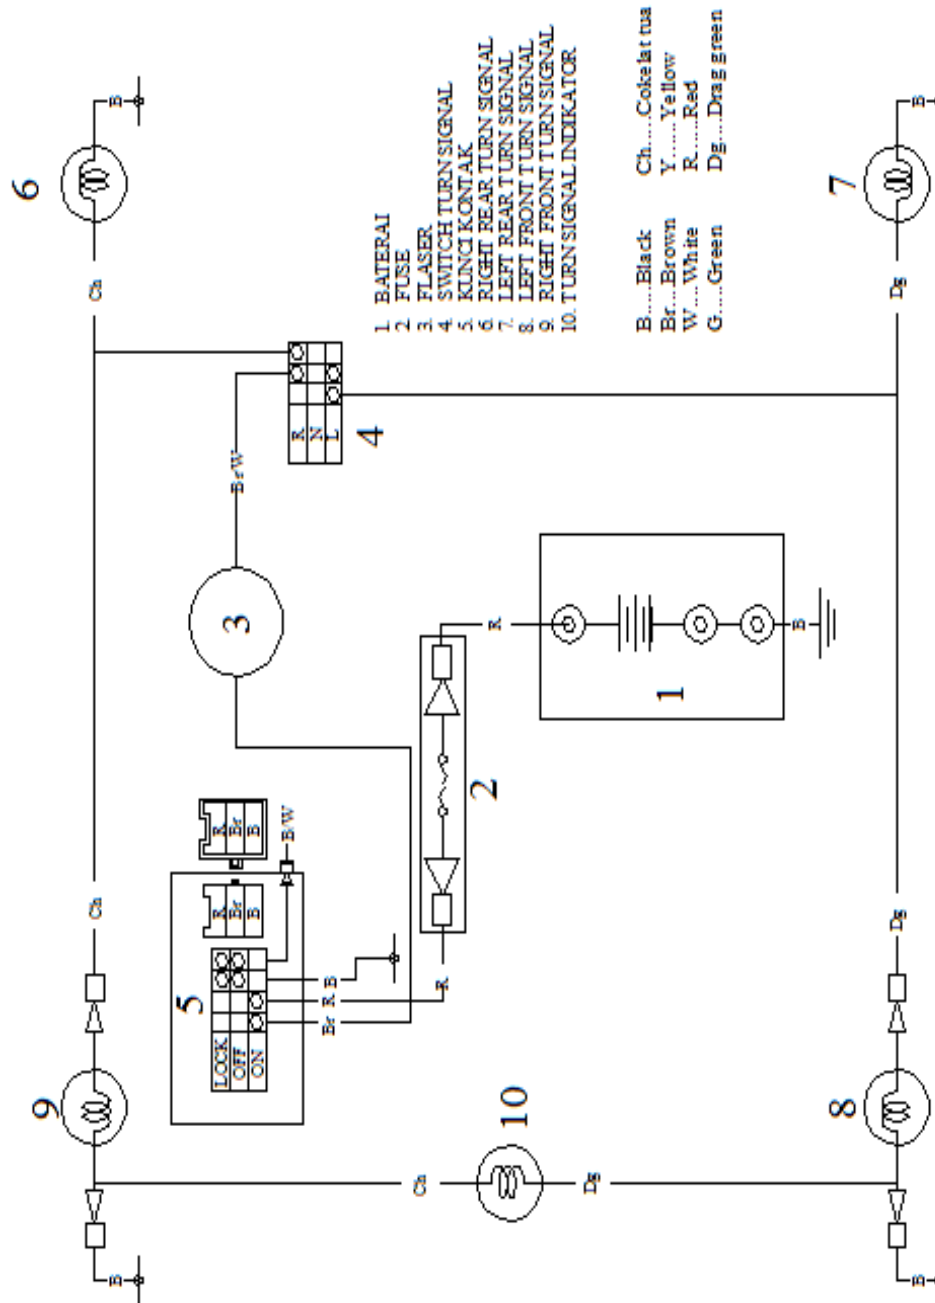 6
B
Ch
9
Ch
B
3
Br/W
R
N
L
4
5
LOCK
OFF
ON
R
Br
B
R
Br
B
B/W
Br
R
B
R
2
R
1
B
10
Ch
Dg
8
B
Dg
Dg
7
B
1. BATERAI
2. FUSE
3. FLASER
4. SWITCH TURN SIGNAL
5. KUNCI KONTAK
6. RIGHT REAR TURN SIGNAL
7. LEFT REAR TURN SIGNAL
8. LEFT FRONT TURN SIGNAL
9. RIGHT FRONT TURN SIGNAL
10. TURN SIGNAL INDIKATOR
B....Black Ch....Cokelat tua
Br...Brown Y......Yellow
W....White R.....Red
G....Green Dg...Drag green